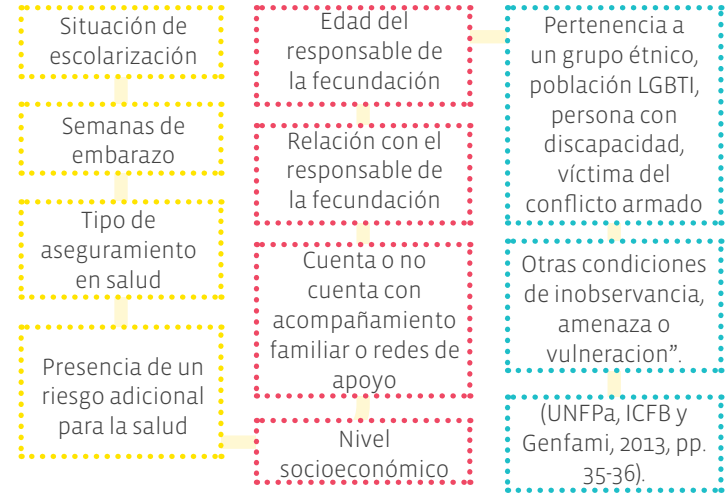 Situación de
escolarización
Semanas de
embarazo
Tipo de
aseguramiento
en salud
Presencia de un
riesgo adicional
para la salud
Edad del
responsable de
la fecundación
Relación con el
responsable de
la fecundación
Cuenta o no
cuenta con
acompañamiento
familiar o redes de
apoyo
Nivel
socioeconómico
Pertenencia a
un grupo étnico,
población LGBTI,
persona con
discapacidad,
víctima del
conflicto armado
Otras condiciones
de inobservancia,
amenaza o
vulneracion”.
(UNFPa, ICFB y
Genfami, 2013, pp.
35-36).